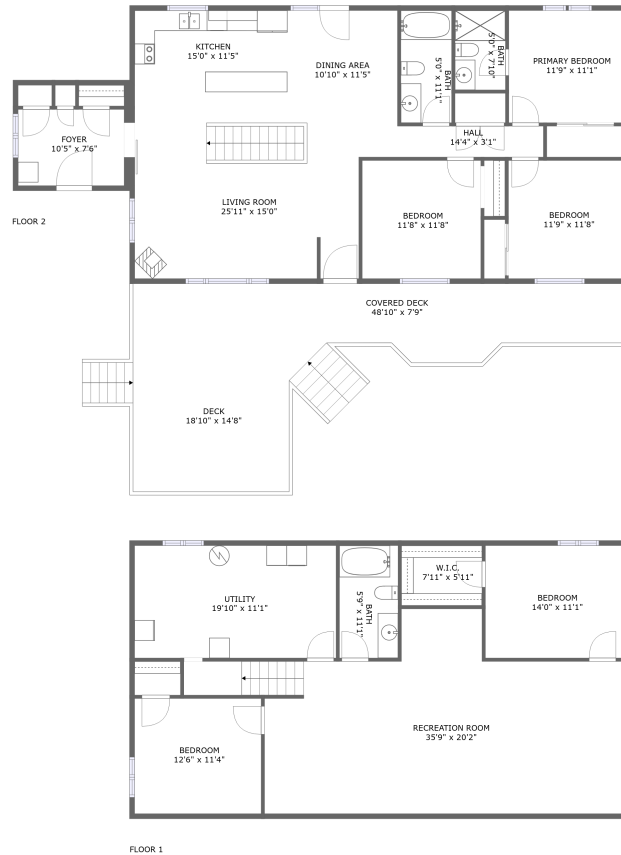 KITCHEN
15'0" x 11'5"
DINING AREA
10'10" x 11'5"
BATH
5'0" x 11'1"
BATH
5'0" x 7'10"
PRIMARY BEDROOM
11'9" x 11'1"
FOYER
10'5" x 7'6"
HALL
14'4" x 3'1"
LIVING ROOM
25'11" x 15'0"
BEDROOM
11'8" x 11'8"
BEDROOM
11'9" x 11'8"
FLOOR 2
COVERED DECK
48'10" x 7'9"
DECK
18'10" x 14'8"
UTILITY
19'10" x 11'1"
BATH
5'9" x 11'1"
W.I.C.
7'11" x 5'11"
BEDROOM
14'0" x 11'1"
RECREATION ROOM
35'9" x 20'2"
BEDROOM
12'6" x 11'4"
FLOOR 1